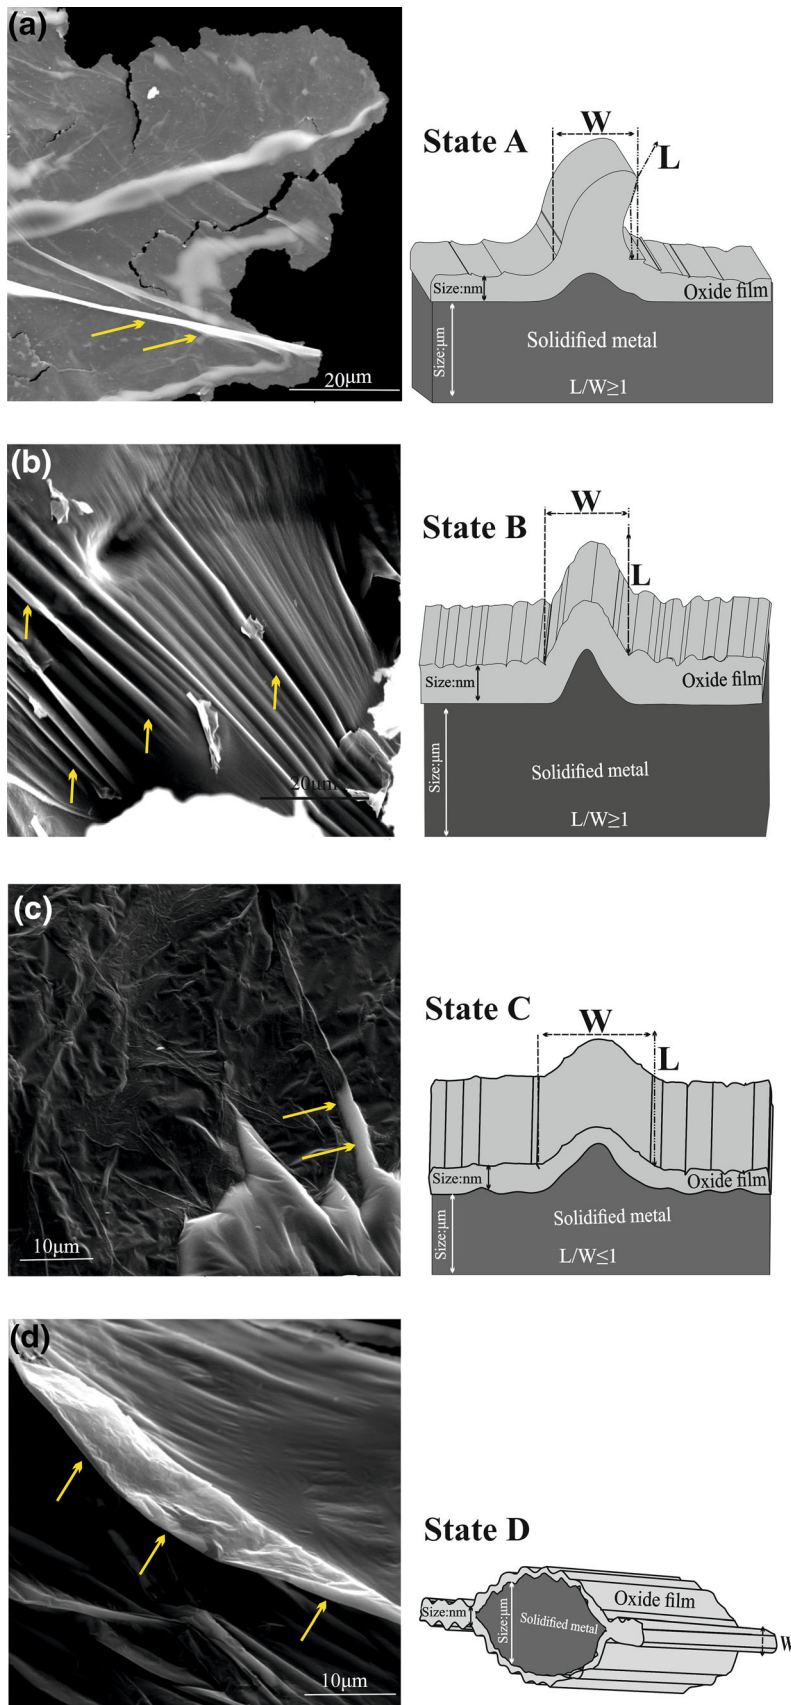 (a)
State A
W
L
Size:nm
Oxide film
Size:μm
Solidified metal
L/W≥1
20μm
(b)
State B
W
L
Size:nm
Oxide film
Size:μm
Solidified metal
L/W≥1
20μm
(c)
State C
W
L
Size:nm
Oxide film
Size:μm
Solidified metal
L/W≤1
10μm
(d)
State D
Oxide film
Size:nm
Size:μm
Solidified metal
W
10μm